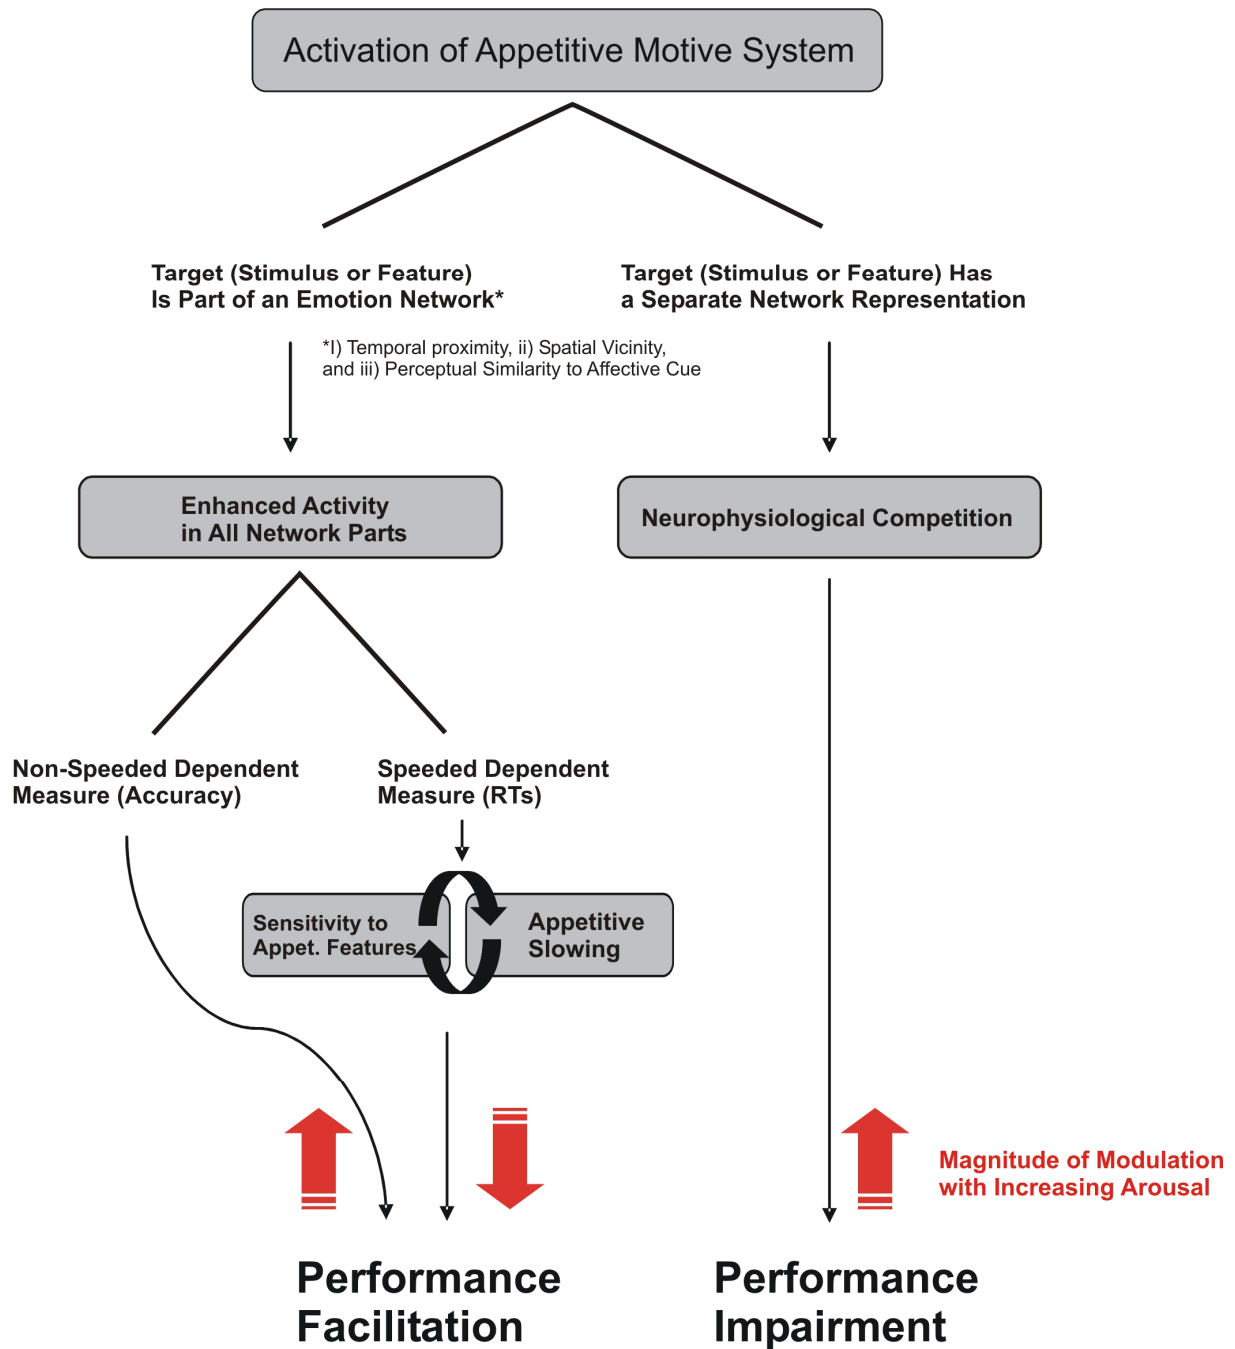 Activation of Appetitive Motive System
Target (Stimulus or Feature)
Is Part of an Emotion Network*
Target (Stimulus or Feature) Has
a Separate Network Representation
*I) Temporal proximity, ii) Spatial Vicinity,
and iii) Perceptual Similarity to Affective Cue
Enhanced Activity
in All Network Parts
Neurophysiological Competition
Non-Speeded Dependent
Measure (Accuracy)
Speeded Dependent
Measure (RTs)
Sensitivity to
Appet. Features
Appetitive
Slowing
Magnitude of Modulation
with Increasing Arousal
Performance
Facilitation
Performance
Impairment